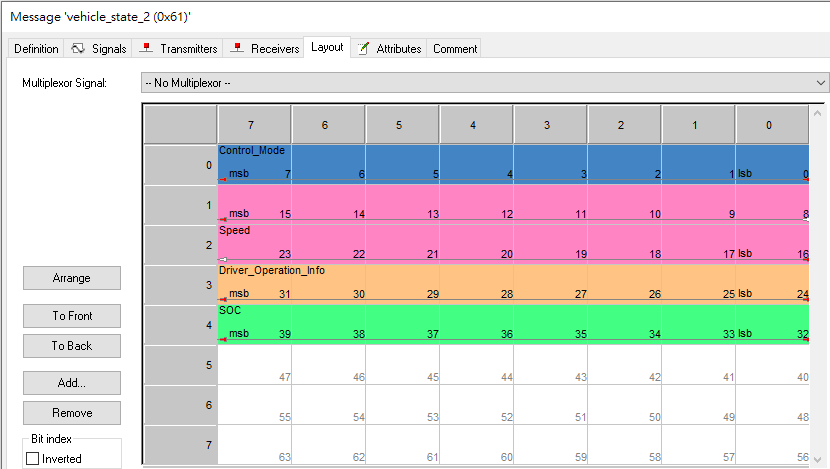 Message 'vehicle_state_2 (0x61)'
Definition Signals Transmitters Receivers Layout Attributes Comment
Multiplexor Signal: -- No Multiplexor --
7 6 5 4 3 2 1 0
Control_Mode
0 msb 7 6 5 4 3 2 1 lsb 0
1 msb 15 14 13 12 11 10 9 8
Speed
2 23 22 21 20 19 18 17 lsb 16
Driver_Operation_Info
3 msb 31 30 29 28 27 26 25 lsb 24
SOC
4 msb 39 38 37 36 35 34 33 lsb 32
5 47 46 45 44 43 42 41 40
6 55 54 53 52 51 50 49 48
7 63 62 61 60 59 58 57 56
Arrange
To Front
To Back
Add...
Remove
Bit index
Inverted